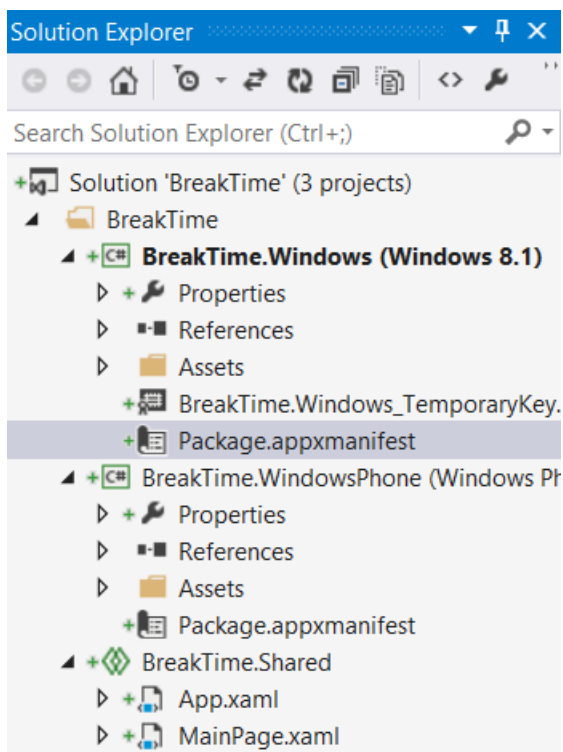 Solution Explorer
Search Solution Explorer (Ctrl+;)
Solution 'BreakTime' (3 projects)
BreakTime
C# BreakTime.Windows (Windows 8.1)
Properties
References
Assets
BreakTime.Windows_TemporaryKey.
Package.appxmanifest
C# BreakTime.WindowsPhone (Windows Ph
Properties
References
Assets
Package.appxmanifest
BreakTime.Shared
App.xaml
MainPage.xaml